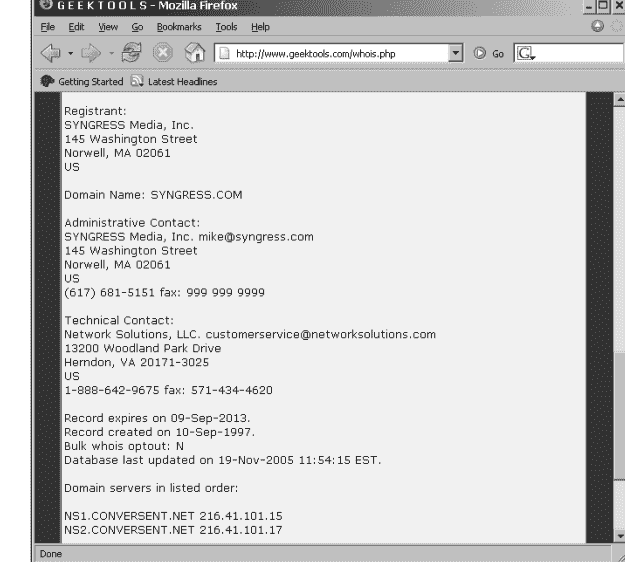 G E E K T O O L S - Mozilla Firefox
File Edit View Go Bookmarks Tools Help
http://www.geektools.com/whois.php Go G
Getting Started Latest Headlines
Registrant:
SYNGRESS Media, Inc.
145 Washington Street
Norwell, MA 02061
US
Domain Name: SYNGRESS.COM
Administrative Contact:
SYNGRESS Media, Inc. mike@syngress.com
145 Washington Street
Norwell, MA 02061
US
(617) 681-5151 fax: 999 999 9999
Technical Contact:
Network Solutions, LLC. customerservice@networksolutions.com
13200 Woodland Park Drive
Herndon, VA 20171-3025
US
1-888-642-9675 fax: 571-434-4620
Record expires on 09-Sep-2013.
Record created on 10-Sep-1997.
Bulk whois optout: N
Database last updated on 19-Nov-2005 11:54:15 EST.
Domain servers in listed order:
NS1.CONVERSENT.NET 216.41.101.15
NS2.CONVERSENT.NET 216.41.101.17
Done